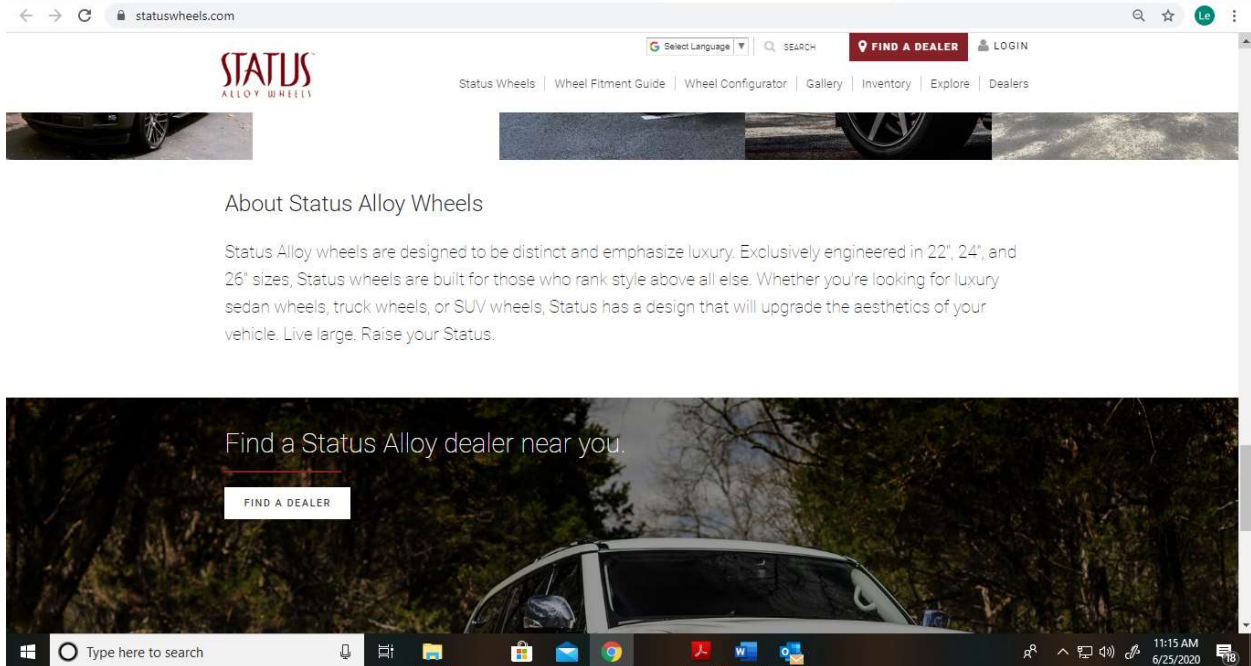 statuswheels.com
Le
Select Language
SEARCH
FIND A DEALER
LOGIN
STATUS
ALLOY WHEELS
Status Wheels | Wheel Fitment Guide | Wheel Configurator | Gallery | Inventory | Explore | Dealers
About Status Alloy Wheels
Status Alloy wheels are designed to be distinct and emphasize luxury. Exclusively engineered in 22", 24", and
26" sizes, Status wheels are built for those who rank style above all else. Whether you're looking for luxury
sedan wheels, truck wheels, or SUV wheels, Status has a design that will upgrade the aesthetics of your
vehicle. Live large. Raise your Status.
Find a Status Alloy dealer near you.
FIND A DEALER
Type here to search
11:15 AM
6/25/2020
18